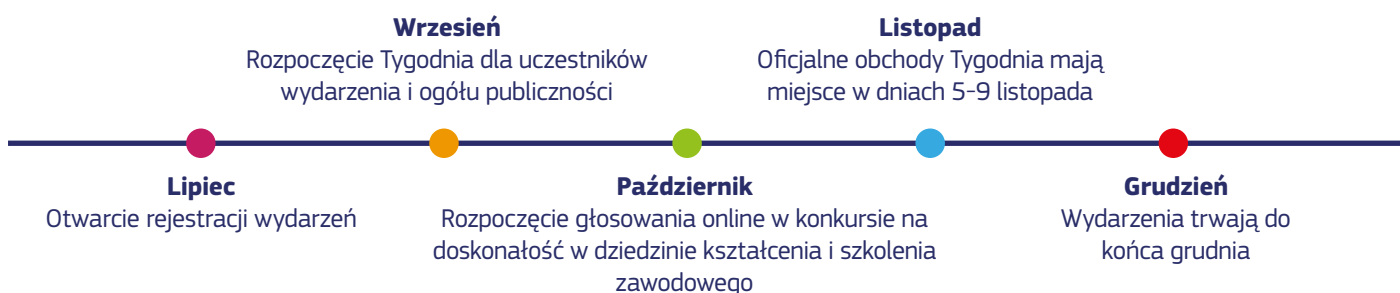 Wrzesień
Rozpoczęcie Tygodnia dla uczestników
wydarzenia i ogółu publiczności
Listopad
Oficjalne obchody Tygodnia mają
miejsce w dniach 5-9 listopada
Lipiec
Otwarcie rejestracji wydarzeń
Październik
Rozpoczęcie głosowania online w konkursie na
doskonałość w dziedzinie kształcenia i szkolenia
zawodowego
Grudzień
Wydarzenia trwają do
końca grudnia